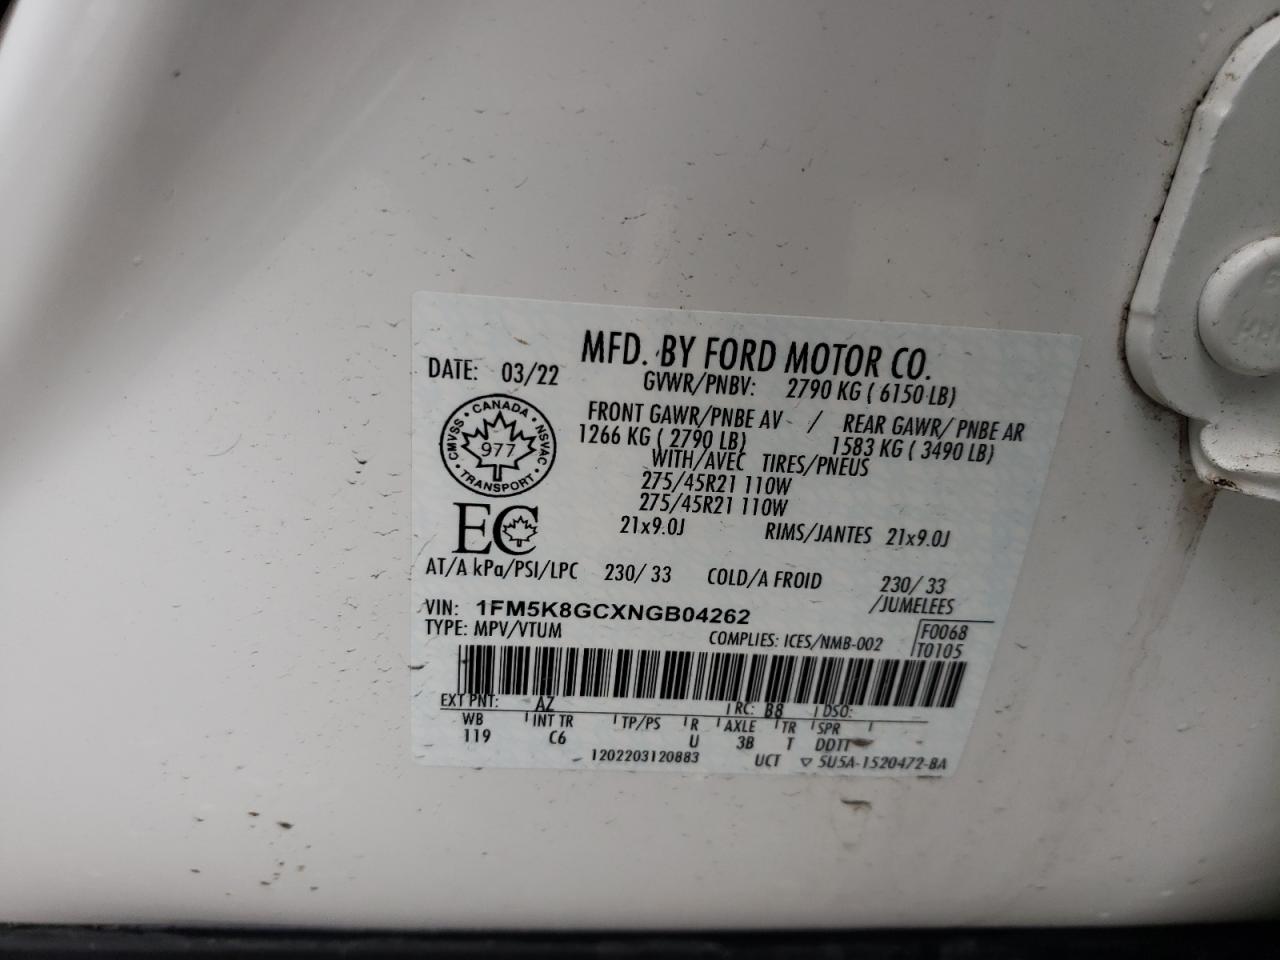 MFD. BY FORD MOTOR CO.
DATE: 03/22
GVWR/PNBV: 2790 KG ( 6150 LB)
FRONT GAWR/PNBE AV / REAR GAWR/ PNBE AR
1266 KG ( 2790 LB) 1583 KG ( 3490 LB)
WITH/AVEC TIRES/PNEUS
275/45R21 110W
275/45R21 110W
21x9.0J RIMS/JANTES 21x9.0J
CANADA · NSVAC · TRANSPORT · CMVSS
977
EC
AT/A kPa/PSI/LPC 230/ 33 COLD/A FROID 230/ 33
/JUMELEES
VIN: 1FM5K8GCXNGB04262
TYPE: MPV/VTUM COMPLIES: ICES/NMB-002
F0068
T0105
EXT PNT: AZ RC: B8 DSO:
WB INT TR TP/PS R AXLE TR SPR
119 C6 U 3B T DD11
1202203120883 UCT ▽ 5U5A-1520472-BA